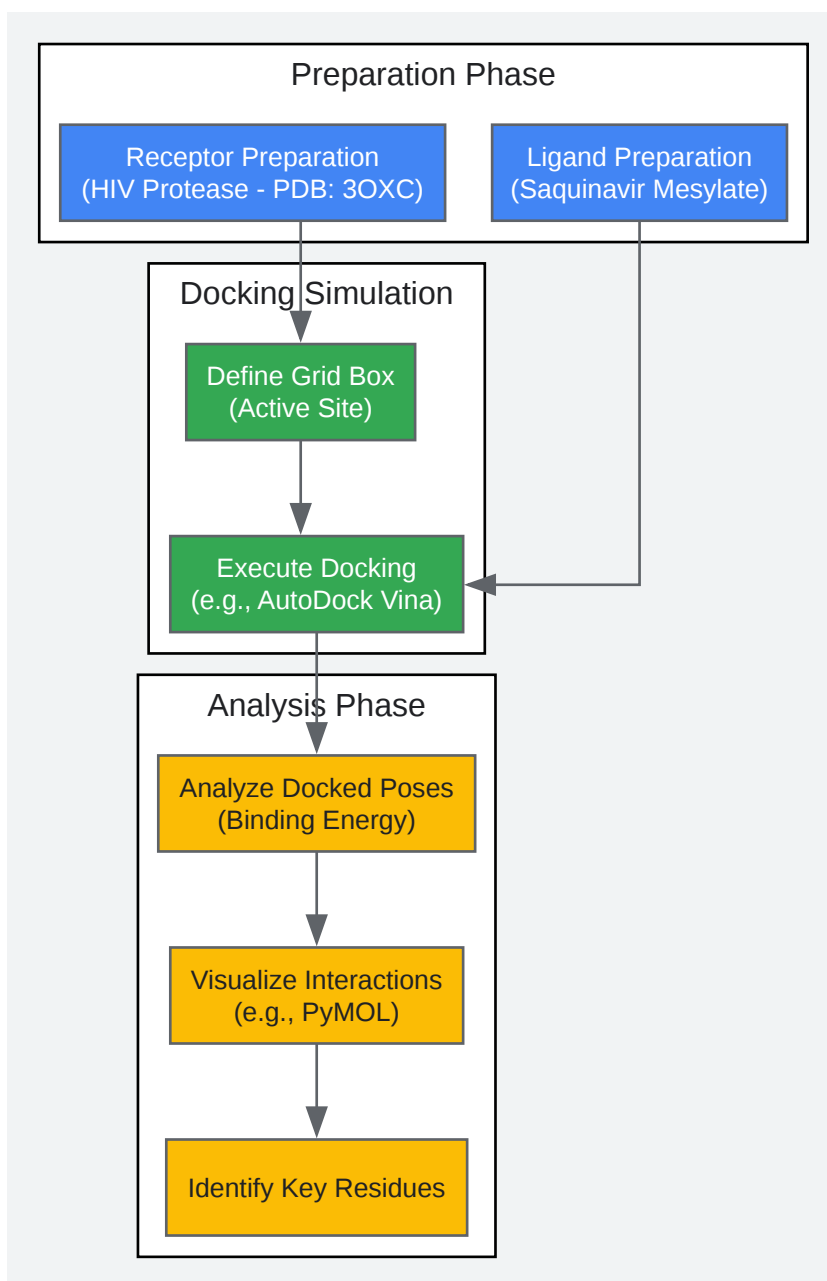 Preparation Phase
Receptor Preparation
(HIV Protease - PDB: 3OXC)
Ligand Preparation
(Saquinavir Mesylate)
Docking Simulation
Define Grid Box
(Active Site)
Execute Docking
(e.g., AutoDock Vina)
Analysis Phase
Analyze Docked Poses
(Binding Energy)
Visualize Interactions
(e.g., PyMOL)
Identify Key Residues